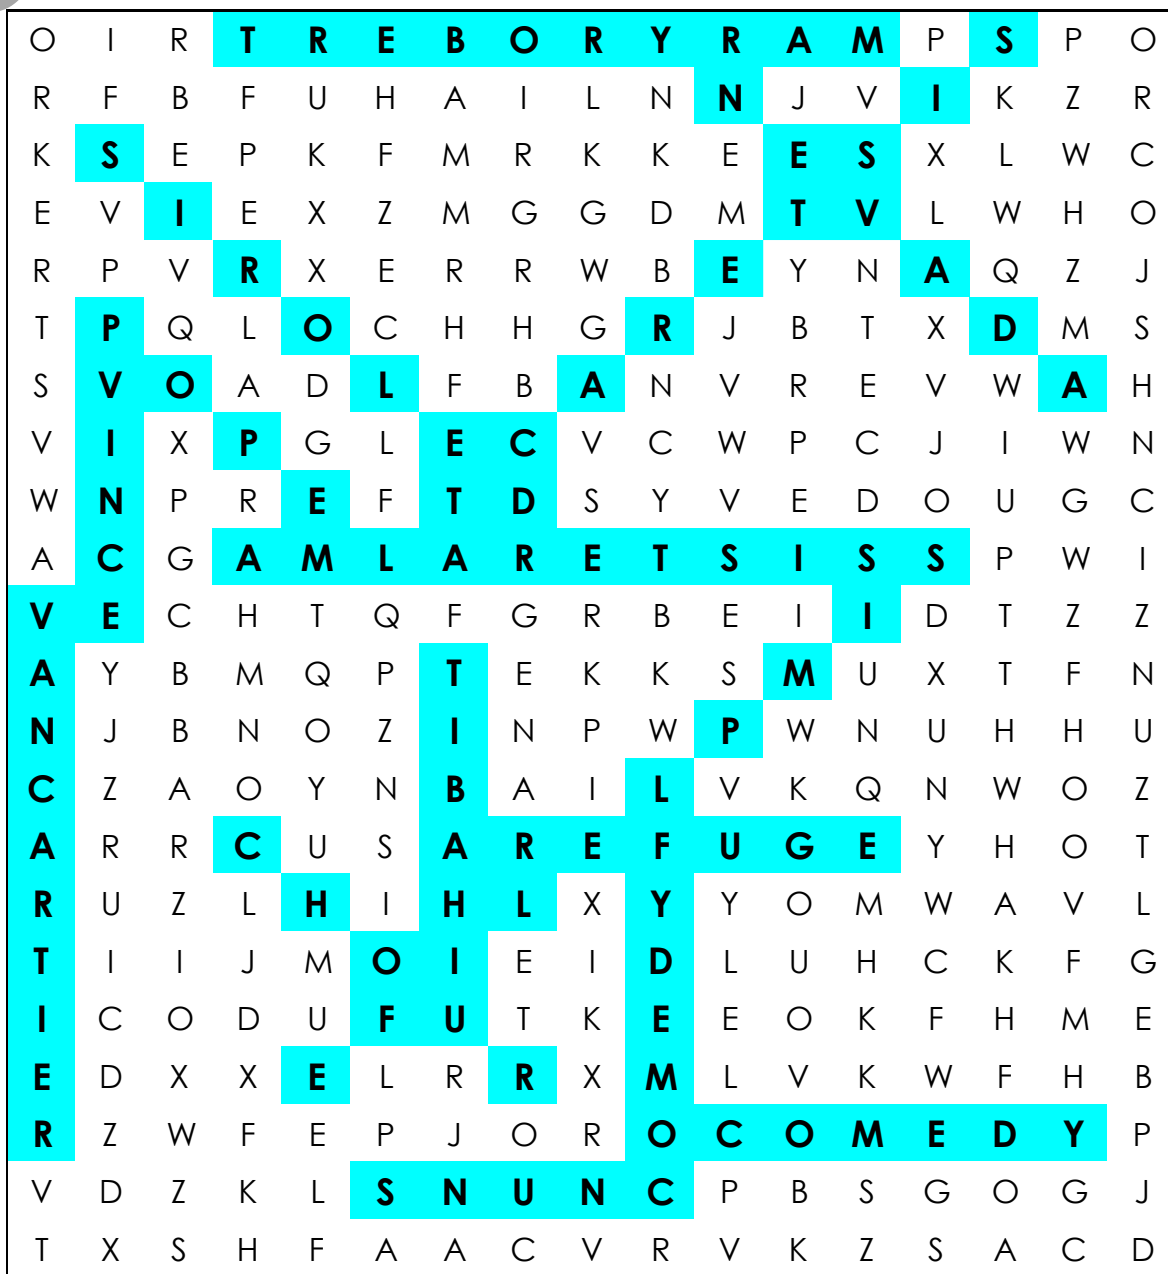 O I R T R E B O R Y R A M P S P O
R F B F U H A I L N N J V I K Z R
K S E P K F M R K K E E S X L W C
E V I E X Z M G G D M T V L W H O
R P V R X E R R W B E Y N A Q Z J
T P Q L O C H H G R J B T X D M S
S V O A D L F B A N V R E V W A H
V I X P G L E C V C W P C J I W N
W N P R E F T D S Y V E D O U G C
A C G A M L A R E T S I S S P W I
V E C H T Q F G R B E I I D T Z Z
A Y B M Q P T E K K S M U X T F N
N J B N O Z I N P W P W N U H H U
C Z A O Y N B A I L V K Q N W O Z
A R R C U S A R E F U G E Y H O T
R U Z L H I H L X Y Y O M W A V L
T I I J M O I E I D L U H C K F G
I C O D U F U T K E E O K F H M E
E D X X E L R R X M L V K W F H B
R Z W F E P J O R O C O M E D Y P
V D Z K L S N U N C P B S G O G J
T X S H F A A C V R V K Z S A C D